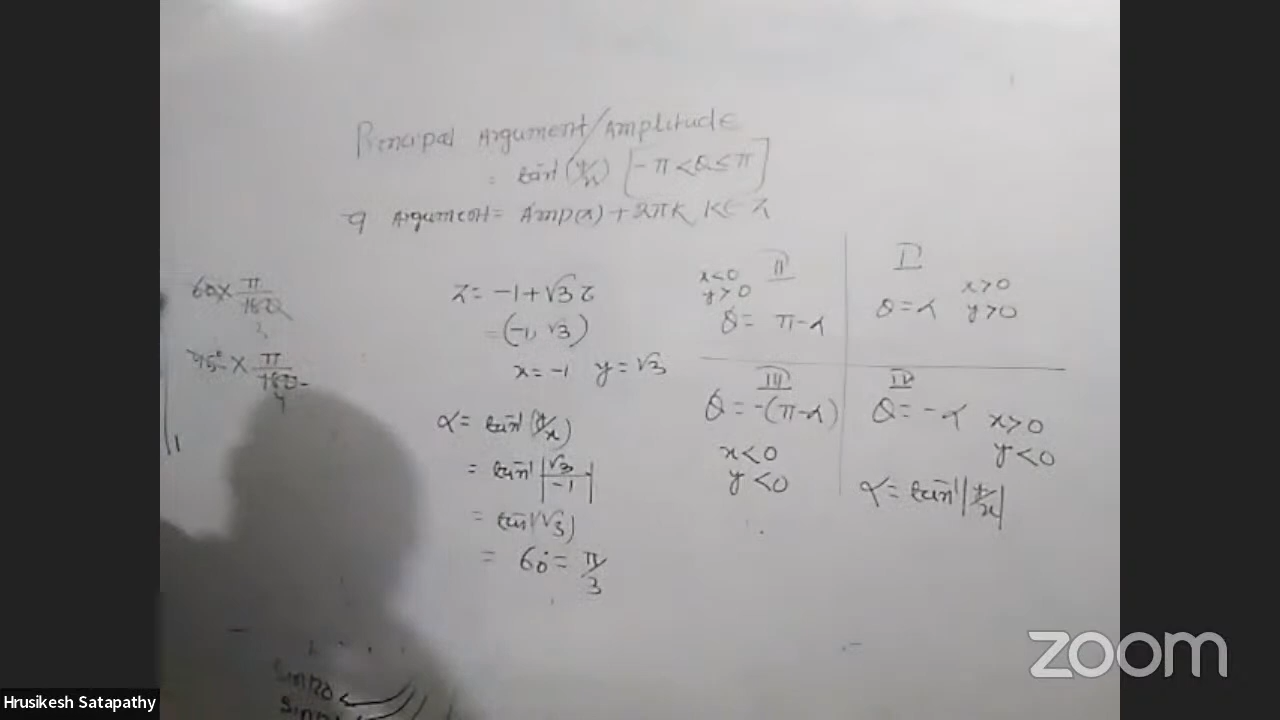 Principal Argument/Amplitude
= tan⁻¹(y/x) [-π<θ≤π]
Argument = Amp(z) + 2πK K∈Z
60 × π/180
3
45° × π/180
4
z = -1+√3 i
= (-1, √3)
x = -1 y = √3
α = tan⁻¹(y/x)
= tan⁻¹|√3/-1|
= tan⁻¹(√3)
= 60° = π/3
x<0 II
y>0
θ = π-α
I
x>0
θ = α y>0
III
θ = -(π-α)
x<0
y<0
IV
θ = -α x>0
y<0
α = tan⁻¹|y/x|
zoom
Hrusikesh Satapathy